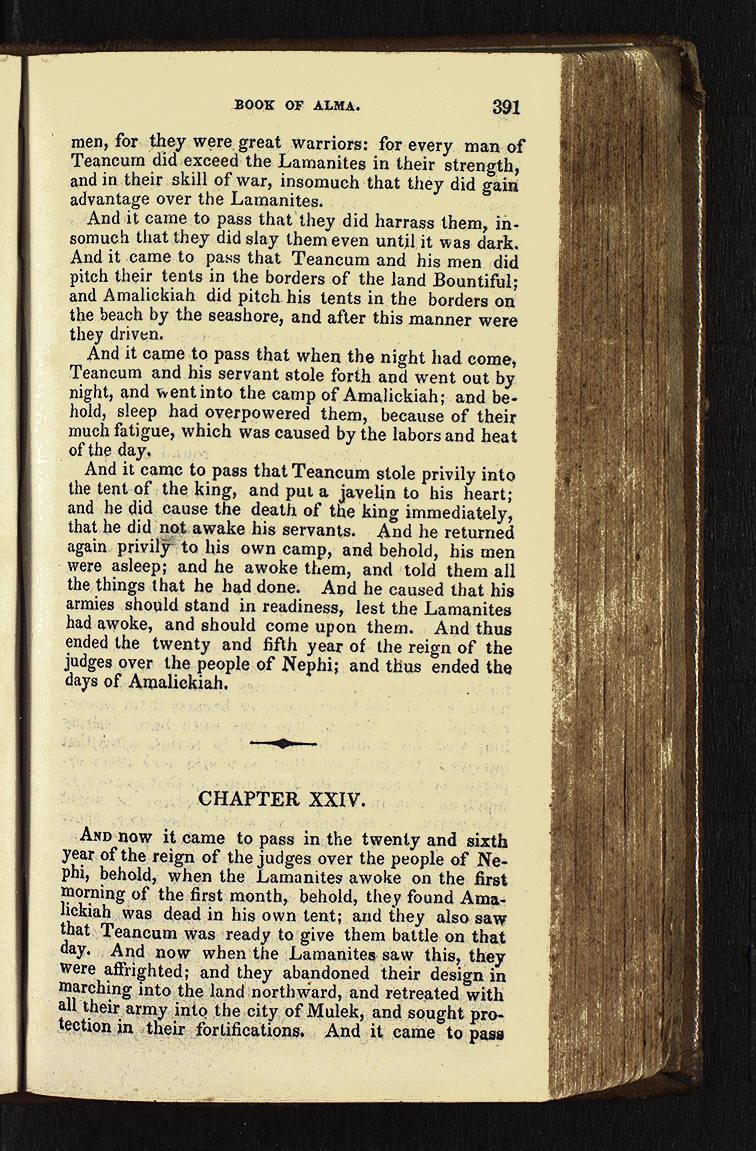 BOOK OF ALMA. 391
men, for they were great warriors: for every man of
Teancum did exceed the Lamanites in their strength,
and in their skill of war, insomuch that they did gain
advantage over the Lamanites.
And it came to pass that they did harrass them, in-
somuch that they did slay them even until it was dark.
And it came to pass that Teancum and his men did
pitch their tents in the borders of the land Bountiful;
and Amalickiah did pitch his tents in the borders on
the beach by the seashore, and after this manner were
they driven.
And it came to pass that when the night had come,
Teancum and his servant stole forth and went out by
night, and went into the camp of Amalickiah; and be-
hold, sleep had overpowered them, because of their
much fatigue, which was caused by the labors and heat
of the day.
And it came to pass that Teancum stole privily into
the tent of the king, and put a javelin to his heart;
and he did cause the death of the king immediately,
that he did not awake his servants. And he returned
again privily to his own camp, and behold, his men
were asleep; and he awoke them, and told them all
the things that he had done. And he caused that his
armies should stand in readiness, lest the Lamanites
had awoke, and should come upon them. And thus
ended the twenty and fifth year of the reign of the
judges over the people of Nephi; and thus ended the
days of Amalickiah.
CHAPTER XXIV.
AND now it came to pass in the twenty and sixth
year of the reign of the judges over the people of Ne-
phi, behold, when the Lamanites awoke on the first
morning of the first month, behold, they found Ama-
lickiah was dead in his own tent; and they also saw
that Teancum was ready to give them battle on that
day. And now when the Lamanites saw this, they
were affrighted; and they abandoned their design in
marching into the land northward, and retreated with
all their army into the city of Mulek, and sought pro-
tection in their fortifications. And it came to pass